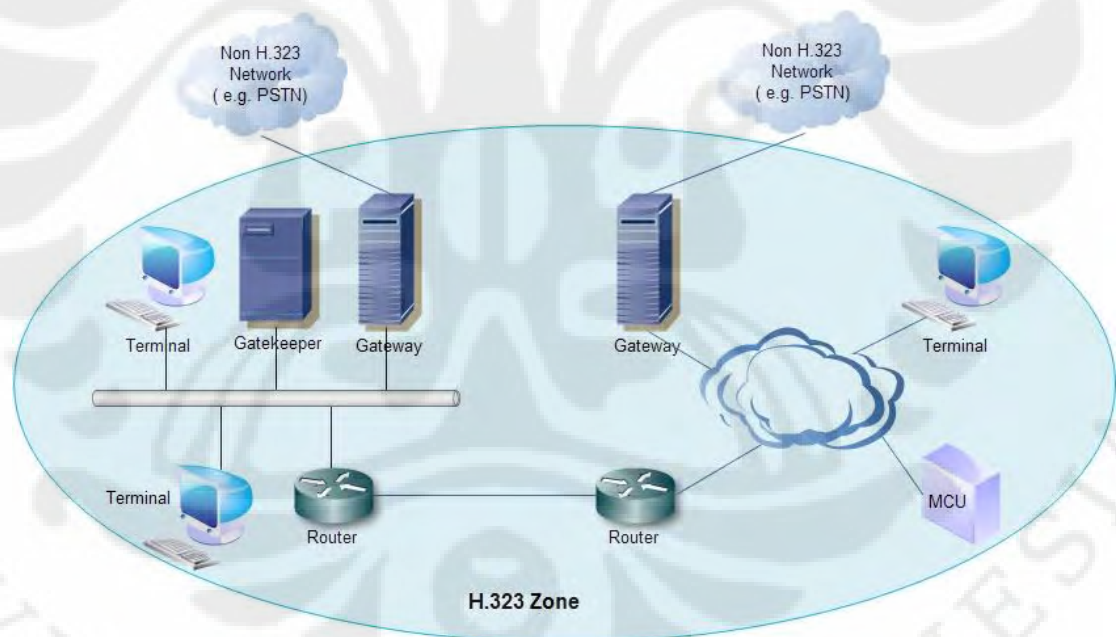 Non H.323
Network
( e.g. PSTN)
Non H.323
Network
( e.g. PSTN)
Terminal
Gatekeeper
Gateway
Gateway
Terminal
Terminal
Router
Router
MCU
H.323 Zone